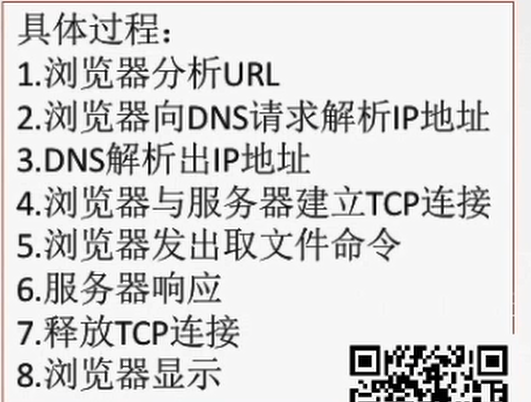 具体过程：
1.浏览器分析URL
2.浏览器向DNS请求解析IP地址
3.DNS解析出IP地址
4.浏览器与服务器建立TCP连接
5.浏览器发出取文件命令
6.服务器响应
7.释放TCP连接
8.浏览器显示